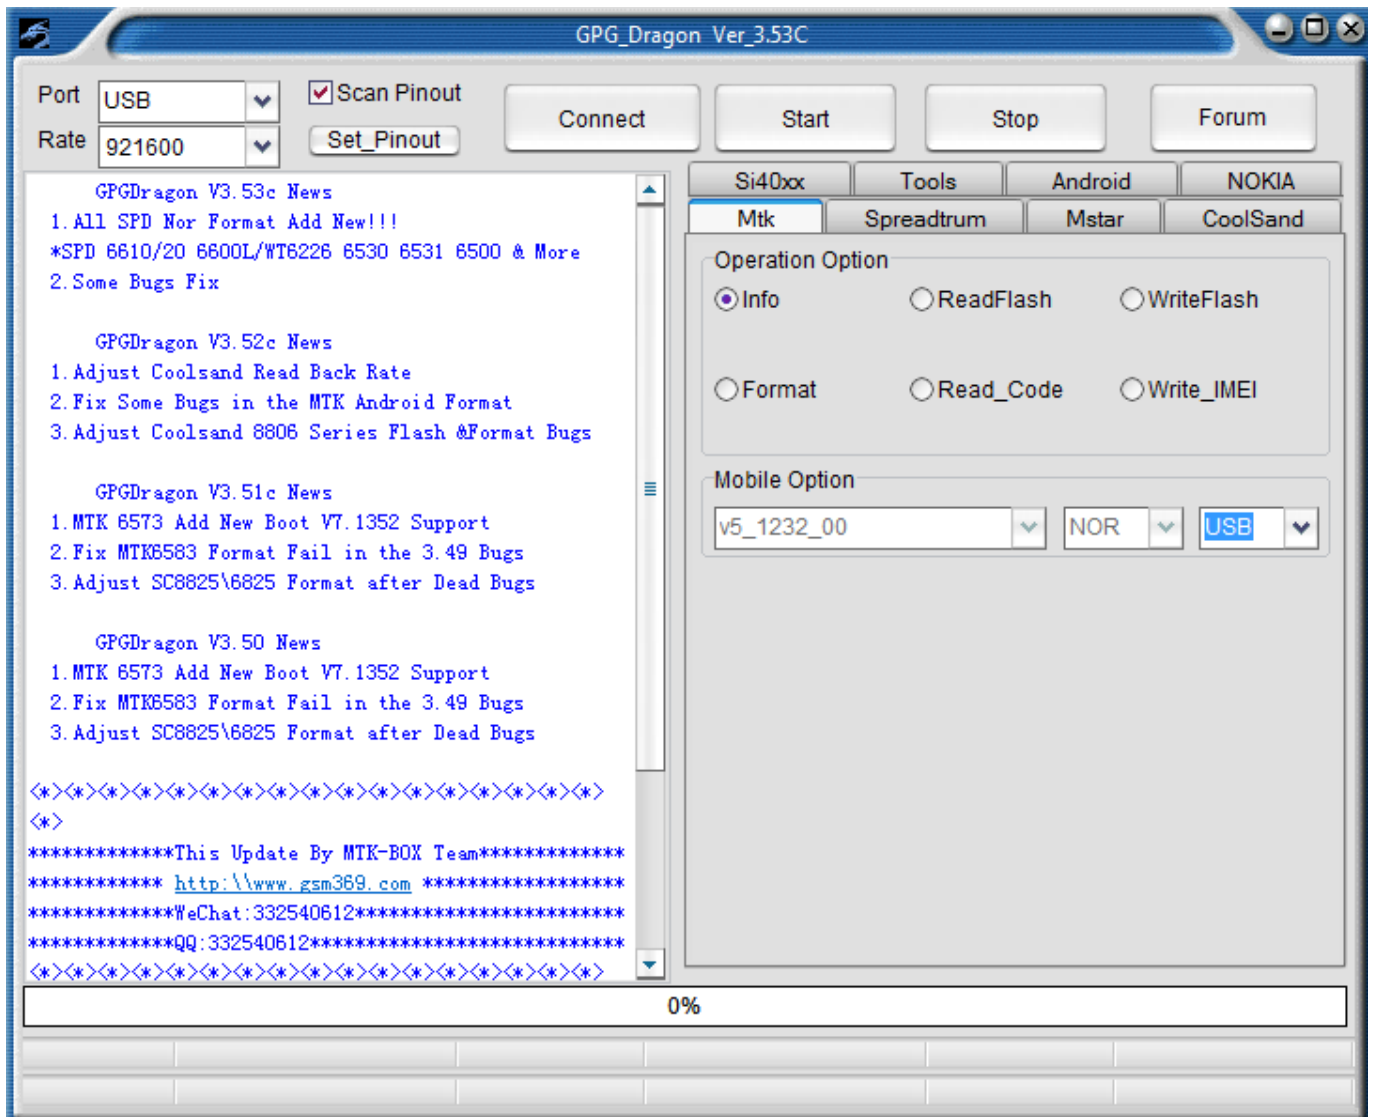 GPG_Dragon Ver_3.53C
Port USB
Scan Pinout
Rate 921600
Set_Pinout
Connect
Start
Stop
Forum
GPGDragon V3.53c News
1.All SPD Nor Format Add New!!!
*SPD 6610/20 6600L/WT6226 6530 6531 6500 & More
2.Some Bugs Fix
GPGDragon V3.52c News
1.Adjust Coolsand Read Back Rate
2.Fix Some Bugs in the MTK Android Format
3.Adjust Coolsand 8806 Series Flash &Format Bugs
GPGDragon V3.51c News
1.MTK 6573 Add New Boot V7.1352 Support
2.Fix MTK6583 Format Fail in the 3.49 Bugs
3.Adjust SC8825\6825 Format after Dead Bugs
GPGDragon V3.50 News
1.MTK 6573 Add New Boot V7.1352 Support
2.Fix MTK6583 Format Fail in the 3.49 Bugs
3.Adjust SC8825\6825 Format after Dead Bugs
<*><*><*><*><*><*><*><*><*><*><*><*><*><*><*><*><*>
<*>
*************This Update By MTK-BOX Team*************
************ http:\\www.gsm369.com ******************
*************WeChat:332540612************************
*************QQ:332540612****************************
<*><*><*><*><*><*><*><*><*><*><*><*><*><*><*><*><*>
Si40xx Tools Android NOKIA
Mtk Spreadtrum Mstar CoolSand
Operation Option
Info ReadFlash WriteFlash
Format Read_Code Write_IMEI
Mobile Option
v5_1232_00 NOR USB
0%